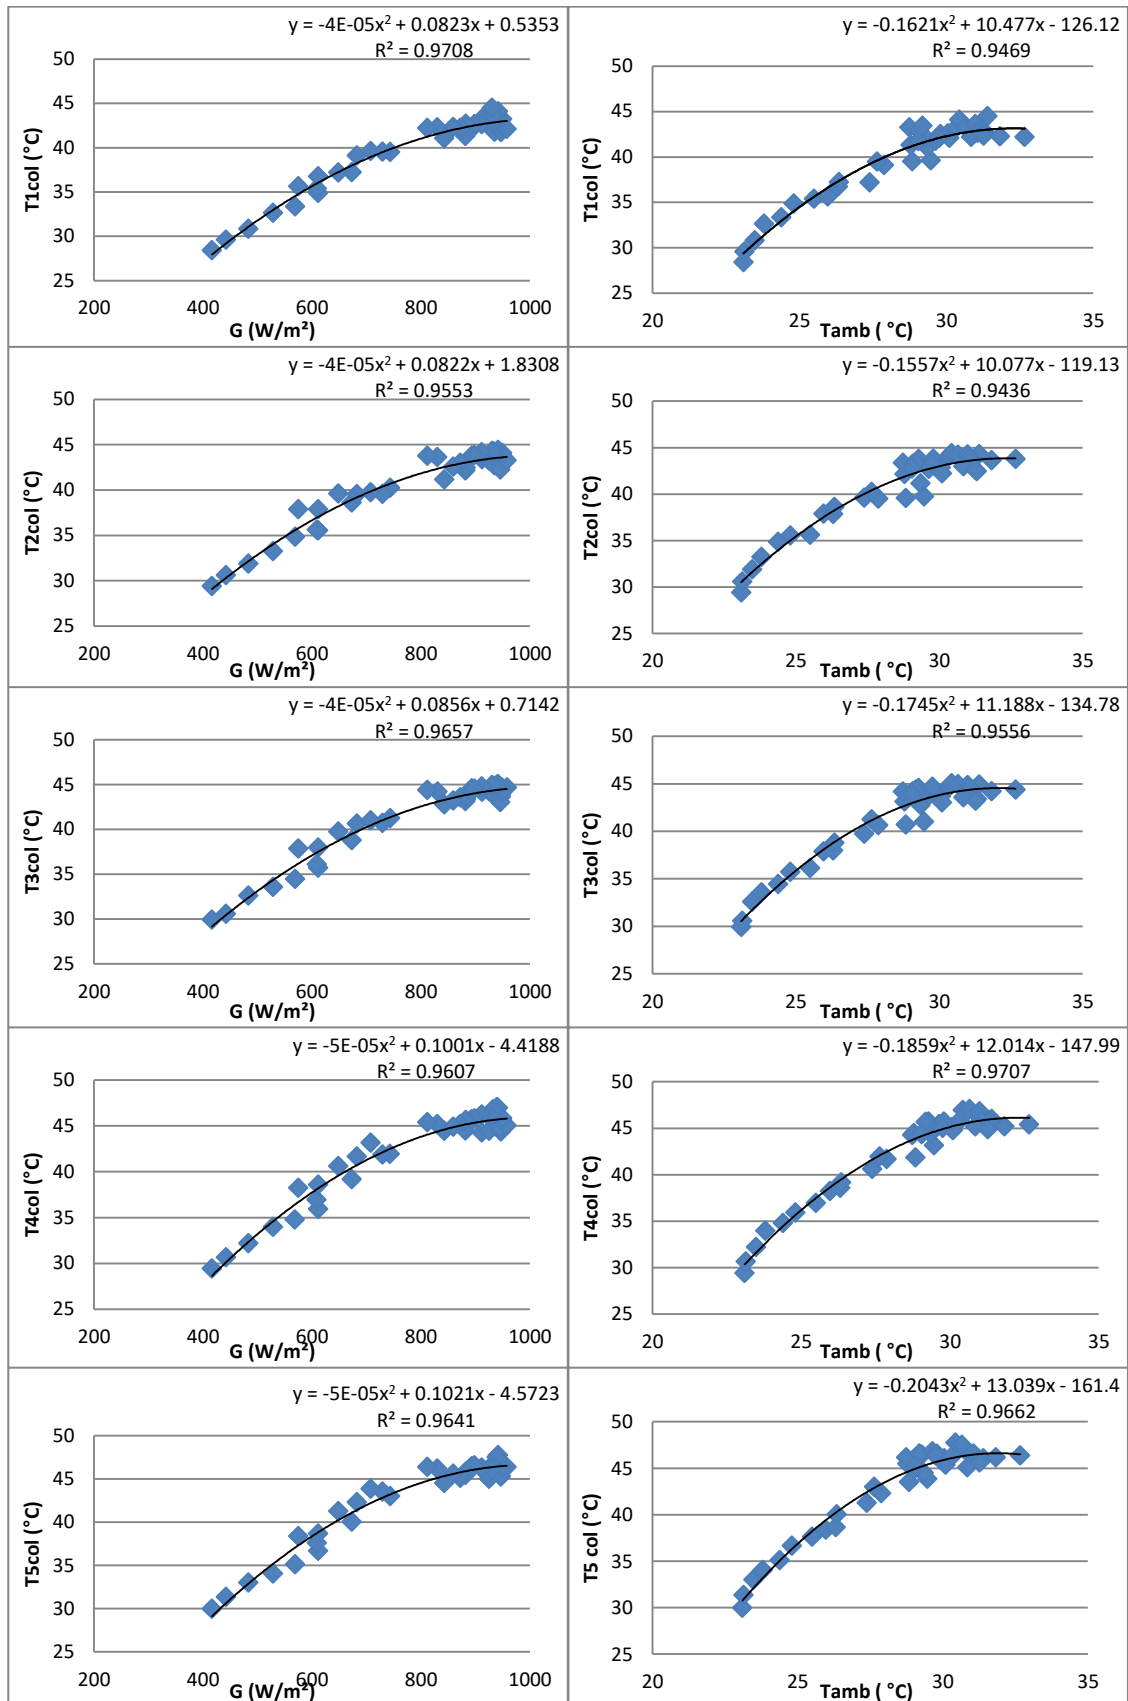 y = -4E-05x² + 0.0823x + 0.5353
R² = 0.9708
50
45
40
35
30
25
200 400 600 800 1000
T1col (°C)
G (W/m²)
y = -0.1621x² + 10.477x - 126.12
R² = 0.9469
50
45
40
35
30
25
20 25 30 35
T1col (°C)
Tamb ( °C)
y = -4E-05x² + 0.0822x + 1.8308
R² = 0.9553
50
45
40
35
30
25
200 400 600 800 1000
T2col (°C)
G (W/m²)
y = -0.1557x² + 10.077x - 119.13
R² = 0.9436
50
45
40
35
30
25
20 25 30 35
T2col (°C)
Tamb ( °C)
y = -4E-05x² + 0.0856x + 0.7142
R² = 0.9657
50
45
40
35
30
25
200 400 600 800 1000
T3col (°C)
G (W/m²)
y = -0.1745x² + 11.188x - 134.78
R² = 0.9556
50
45
40
35
30
25
20 25 30 35
T3col (°C)
Tamb ( °C)
y = -5E-05x² + 0.1001x - 4.4188
R² = 0.9607
50
45
40
35
30
25
200 400 600 800 1000
T4col (°C)
G (W/m²)
y = -0.1859x² + 12.014x - 147.99
R² = 0.9707
50
45
40
35
30
25
20 25 30 35
T4col (°C)
Tamb ( °C)
y = -5E-05x² + 0.1021x - 4.5723
R² = 0.9641
50
45
40
35
30
25
200 400 600 800 1000
T5col (°C)
G (W/m²)
y = -0.2043x² + 13.039x - 161.4
R² = 0.9662
50
45
40
35
30
25
20 25 30 35
T5 col (°C)
Tamb ( °C)